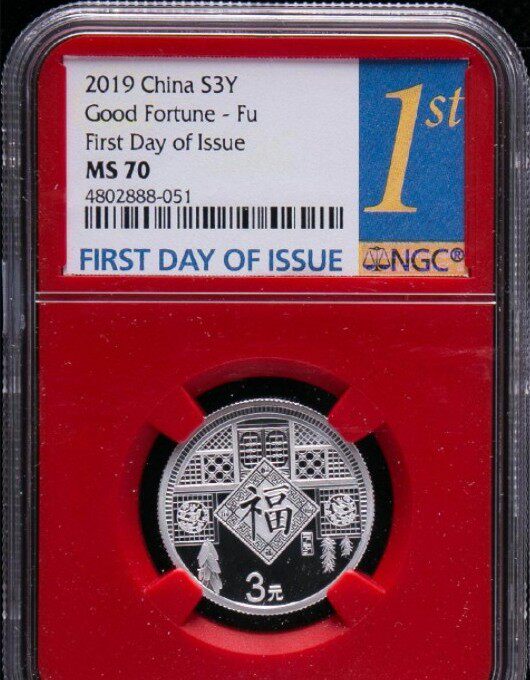 2019 China S3Y
Good Fortune - Fu
First Day of Issue
MS 70
4802888-051
FIRST DAY OF ISSUE
1st
NGC®
福
3元